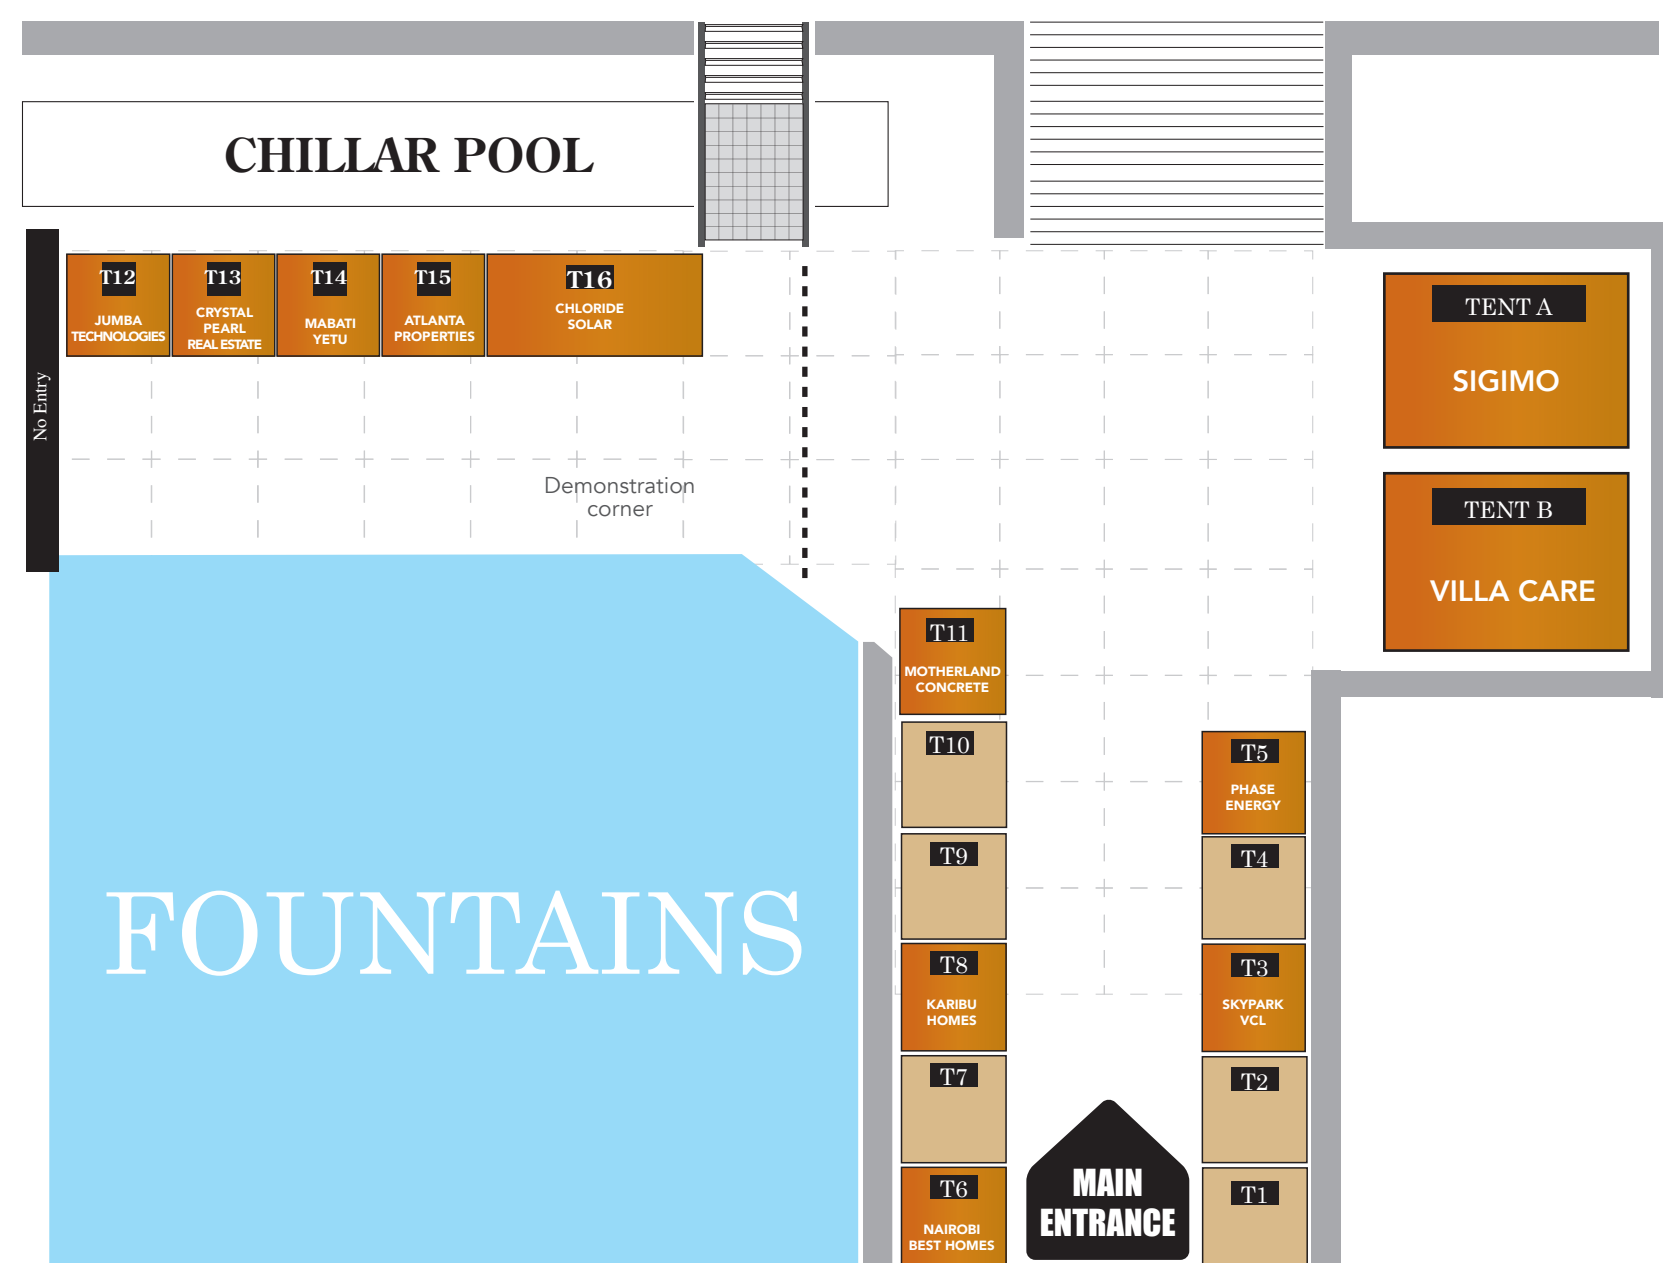 CHILLAR POOL
No Entry
T12
JUMBA
TECHNOLOGIES
T13
CRYSTAL
PEARL
REAL ESTATE
T14
MABATI
YETU
T15
ATLANTA
PROPERTIES
T16
CHLORIDE
SOLAR
TENT A
SIGIMO
TENT B
VILLA CARE
Demonstration
corner
FOUNTAINS
T11
MOTHERLAND
CONCRETE
T10
T9
T8
KARIBU
HOMES
T7
T6
NAIROBI
BEST HOMES
T5
PHASE
ENERGY
T4
T3
SKYPARK
VCL
T2
T1
MAIN
ENTRANCE